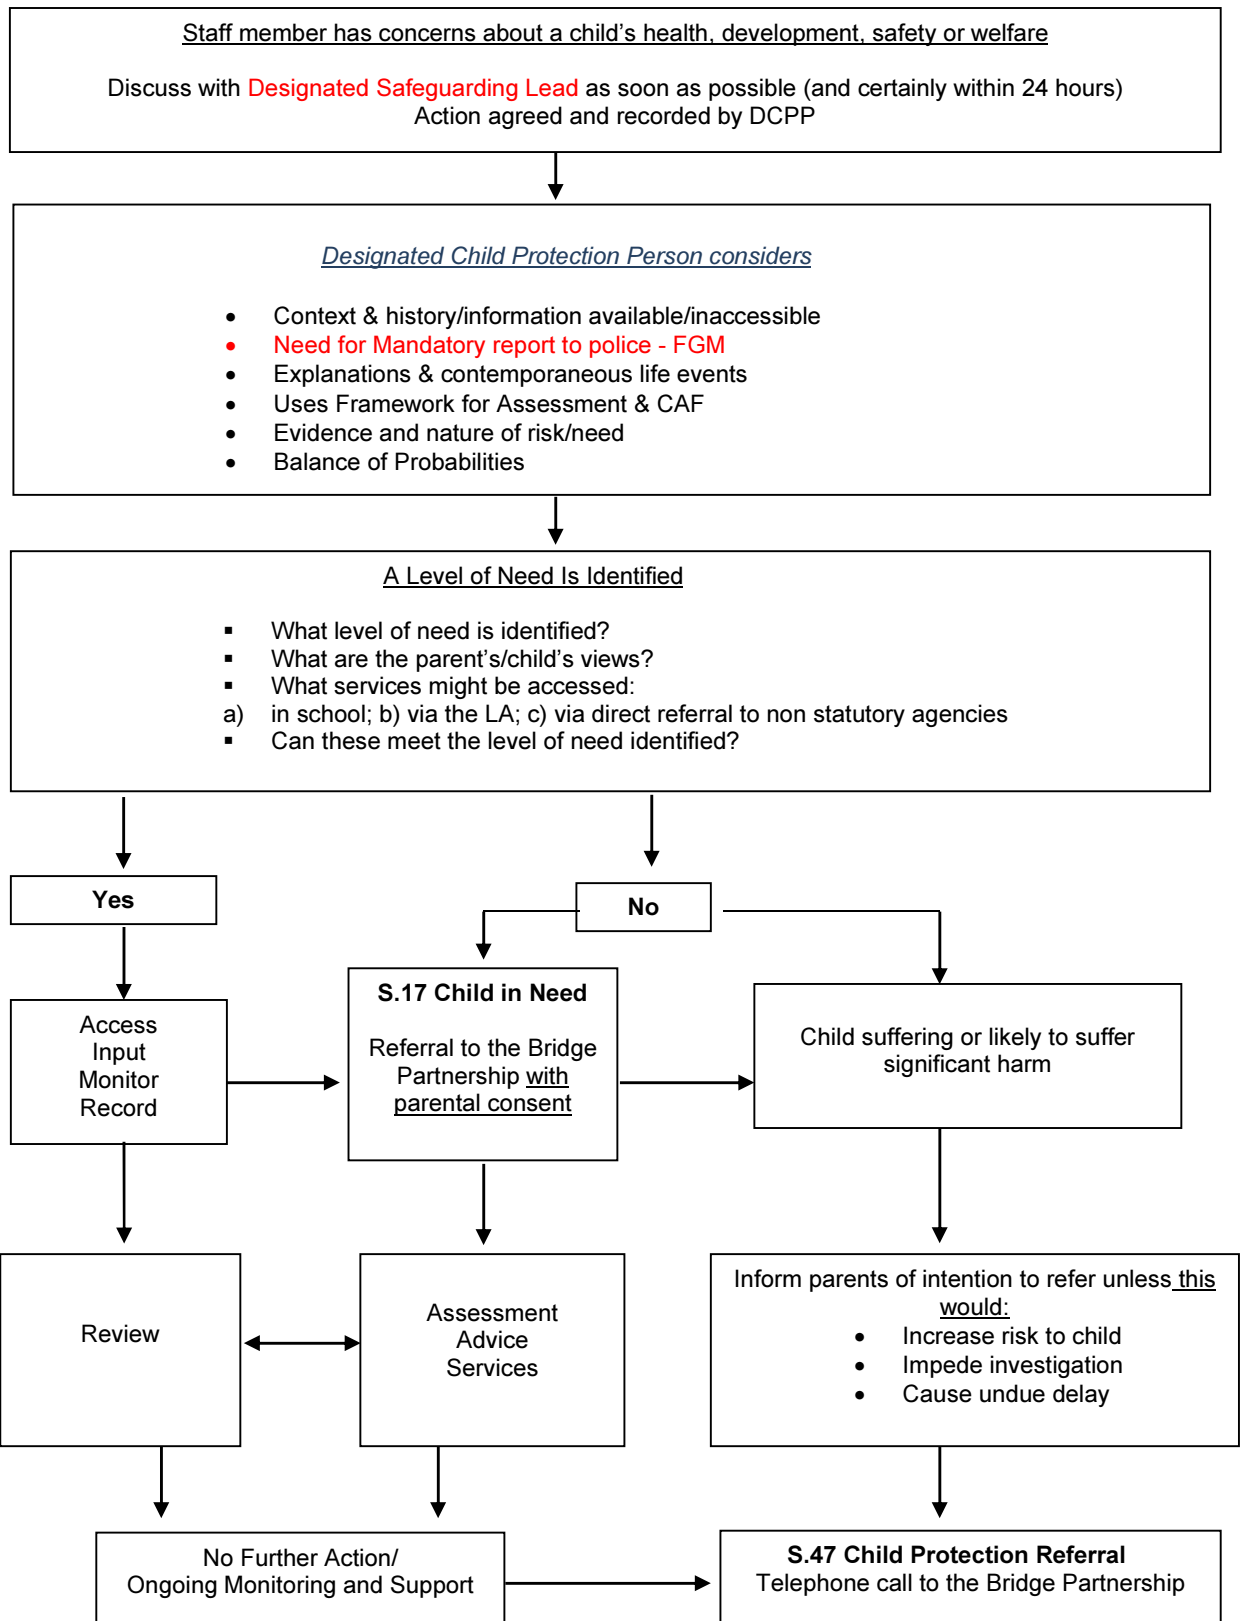 Staff member has concerns about a child's health, development, safety or welfare
Discuss with Designated Safeguarding Lead as soon as possible (and certainly within 24 hours)
Action agreed and recorded by DCPP
Designated Child Protection Person considers
• Context & history/information available/inaccessible
• Need for Mandatory report to police - FGM
• Explanations & contemporaneous life events
• Uses Framework for Assessment & CAF
• Evidence and nature of risk/need
• Balance of Probabilities
A Level of Need Is Identified
▪ What level of need is identified?
▪ What are the parent's/child's views?
▪ What services might be accessed:
a) in school; b) via the LA; c) via direct referral to non statutory agencies
▪ Can these meet the level of need identified?
Yes
No
Access
Input
Monitor
Record
S.17 Child in Need
Referral to the Bridge
Partnership with
parental consent
Child suffering or likely to suffer
significant harm
Review
Assessment
Advice
Services
Inform parents of intention to refer unless this
would:
• Increase risk to child
• Impede investigation
• Cause undue delay
No Further Action/
Ongoing Monitoring and Support
S.47 Child Protection Referral
Telephone call to the Bridge Partnership